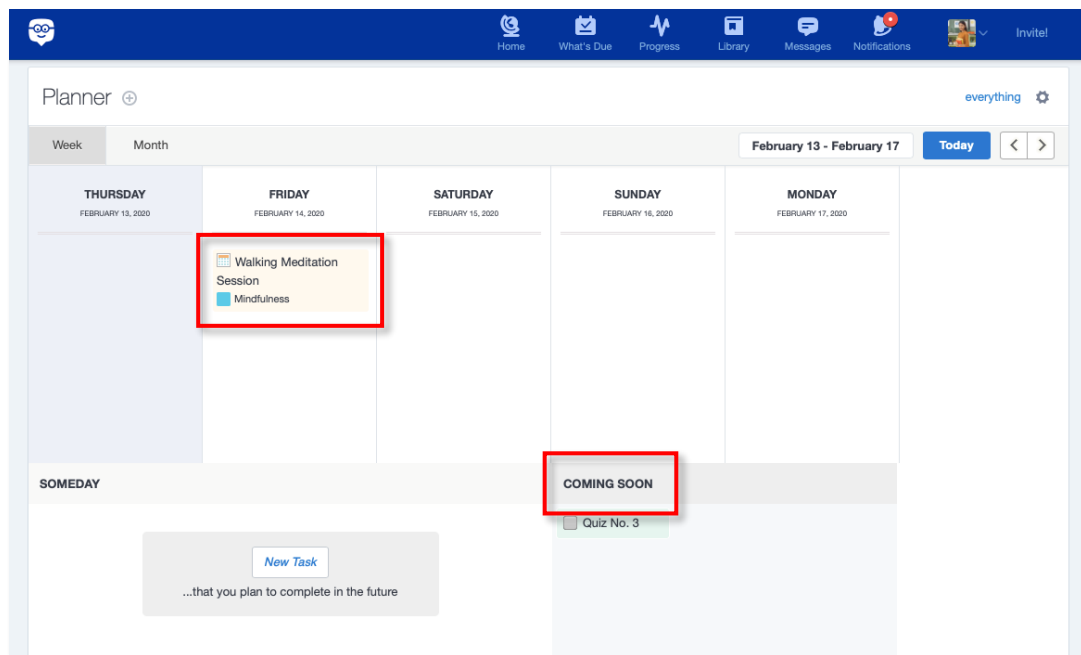 Home
What's Due
Progress
Library
Messages
Notifications
Invite!
Planner
everything
Week
Month
February 13 - February 17
Today
THURSDAY
FEBRUARY 13, 2020
FRIDAY
FEBRUARY 14, 2020
SATURDAY
FEBRUARY 15, 2020
SUNDAY
FEBRUARY 16, 2020
MONDAY
FEBRUARY 17, 2020
Walking Meditation
Session
Mindfulness
SOMEDAY
COMING SOON
Quiz No. 3
New Task
...that you plan to complete in the future